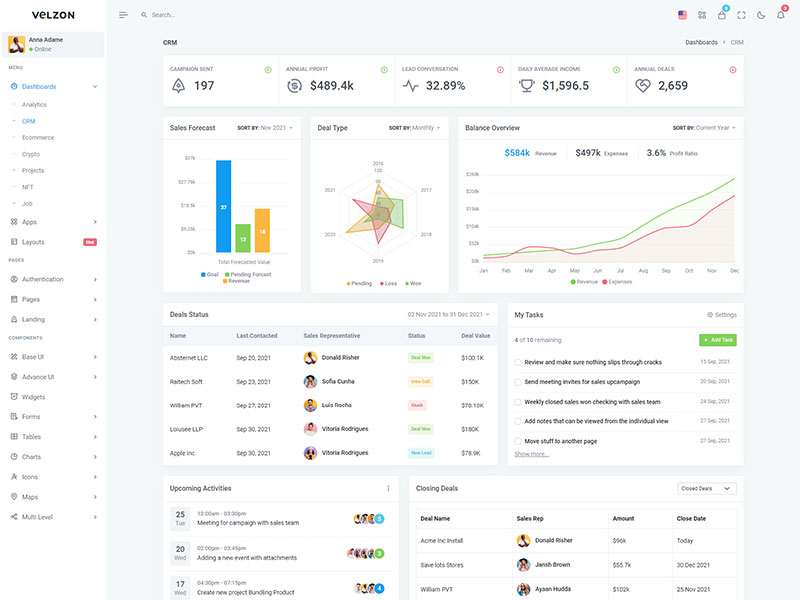 VELZON
Search...
5
3
Anna Adame
Online
MENU
Dashboards
Analytics
CRM
Ecommerce
Crypto
Projects
NFT
Job
Apps
Layouts
Hot
PAGES
Authentication
Pages
Landing
COMPONENTS
Base UI
Advance UI
Widgets
Forms
Tables
Charts
Icons
Maps
Multi Level
CRM
Dashboards > CRM
CAMPAIGN SENT
197
ANNUAL PROFIT
$489.4k
LEAD CONVERSATION
32.89%
DAILY AVERAGE INCOME
$1,596.5
ANNUAL DEALS
2,659
Sales Forecast SORT BY: Nov 2021
$37k
$27.75k
$18.5k
$9.25k
$0k
37
12
18
Total Forecasted Value
Goal Pending Forcast
Revenue
Deal Type SORT BY: Monthly
2016
2017
2018
2019
2020
2021
120
Pending Loss Won
Balance Overview SORT BY: Current Year
$584k Revenue $497k Expenses 3.6% Profit Ratio
$260k
$208k
$156k
$104k
$52k
$0k
Jan Feb Mar Apr May Jun Jul Aug Sep Oct Nov Dec
Revenue Expenses
Deals Status 02 Nov 2021 to 31 Dec 2021
Name Last Contacted Sales Representative Status Deal Value
Absternet LLC Sep 20, 2021 Donald Risher Deal Won $100.1K
Raitech Soft Sep 23, 2021 Sofia Cunha Intro Call $150K
William PVT Sep 27, 2021 Luis Rocha Stuck $78.18K
Loiusee LLP Sep 30, 2021 Vitoria Rodrigues Deal Won $180K
Apple Inc. Sep 30, 2021 Vitoria Rodrigues New Lead $78.9K
My Tasks Settings
4 of 10 remaining
+ Add Task
Review and make sure nothing slips through cracks 15 Sep, 2021
Send meeting invites for sales upcampaign 20 Sep, 2021
Weekly closed sales won checking with sales team 24 Sep, 2021
Add notes that can be viewed from the individual view 27 Sep, 2021
Move stuff to another page 27 Sep, 2021
Show more...
Upcoming Activities
25
Tue
12:00am - 03:30pm
Meeting for campaign with sales team
5
20
Wed
02:00pm - 03:45pm
Adding a new event with attachments
3
17
Wed
04:30pm - 07:15pm
Create new project Bundling Product
4
Closing Deals
Closed Deals
Deal Name Sales Rep Amount Close Date
Acme Inc Install Donald Risher $96k Today
Save lots Stores Jansh Brown $55.7k 30 Dec 2021
William PVT Ayaan Hudda $102k 25 Nov 2021